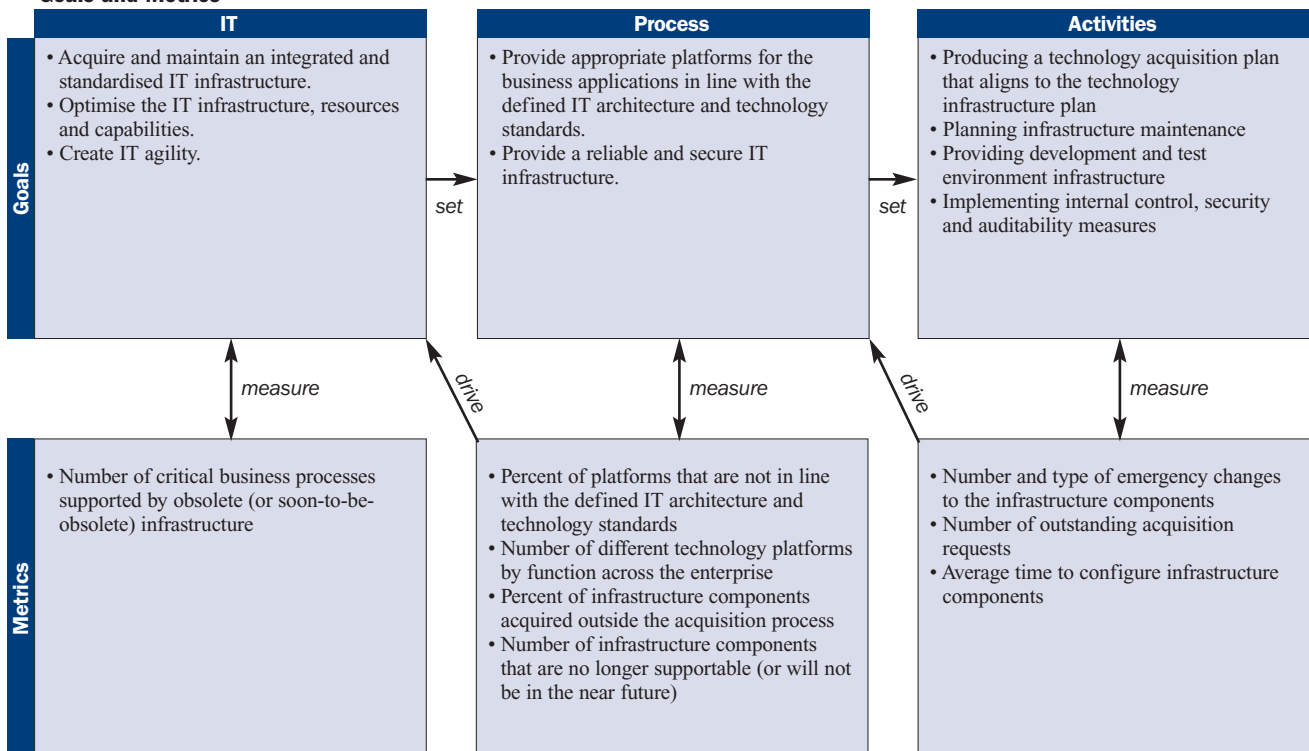 Goals and Metrics
IT
Process
Activities
Goals
• Acquire and maintain an integrated and
standardised IT infrastructure.
• Optimise the IT infrastructure, resources
and capabilities.
• Create IT agility.
set
• Provide appropriate platforms for the
business applications in line with the
defined IT architecture and technology
standards.
• Provide a reliable and secure IT
infrastructure.
set
• Producing a technology acquisition plan
that aligns to the technology
infrastructure plan
• Planning infrastructure maintenance
• Providing development and test
environment infrastructure
• Implementing internal control, security
and auditability measures
measure
drive
measure
drive
measure
Metrics
• Number of critical business processes
supported by obsolete (or soon-to-be-
obsolete) infrastructure
• Percent of platforms that are not in line
with the defined IT architecture and
technology standards
• Number of different technology platforms
by function across the enterprise
• Percent of infrastructure components
acquired outside the acquisition process
• Number of infrastructure components
that are no longer supportable (or will not
be in the near future)
• Number and type of emergency changes
to the infrastructure components
• Number of outstanding acquisition
requests
• Average time to configure infrastructure
components